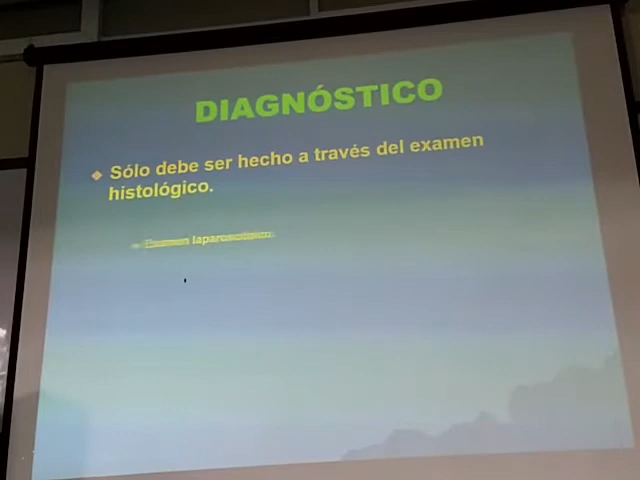 DIAGNÓSTICO
❖ Sólo debe ser hecho a través del examen
histológico.
Examen laparoscópico.